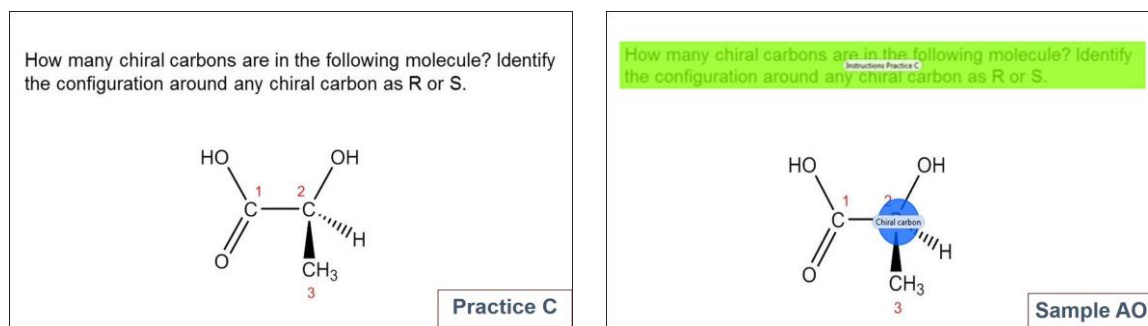 How many chiral carbons are in the following molecule? Identify
the configuration around any chiral carbon as R or S.
HO
OH
1
2
C
C
H
O
CH3
3
Practice C
How many chiral carbons are in the following molecule? Identify
Instructions Practice C
the configuration around any chiral carbon as R or S.
HO
OH
1
2
C
Chiral carbon
H
O
CH3
3
Sample AO